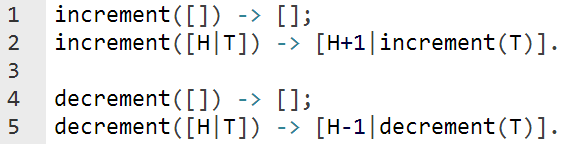 1 increment([]) -> [];
2 increment([H|T]) -> [H+1|increment(T)].
3
4 decrement([]) -> [];
5 decrement([H|T]) -> [H-1|decrement(T)].